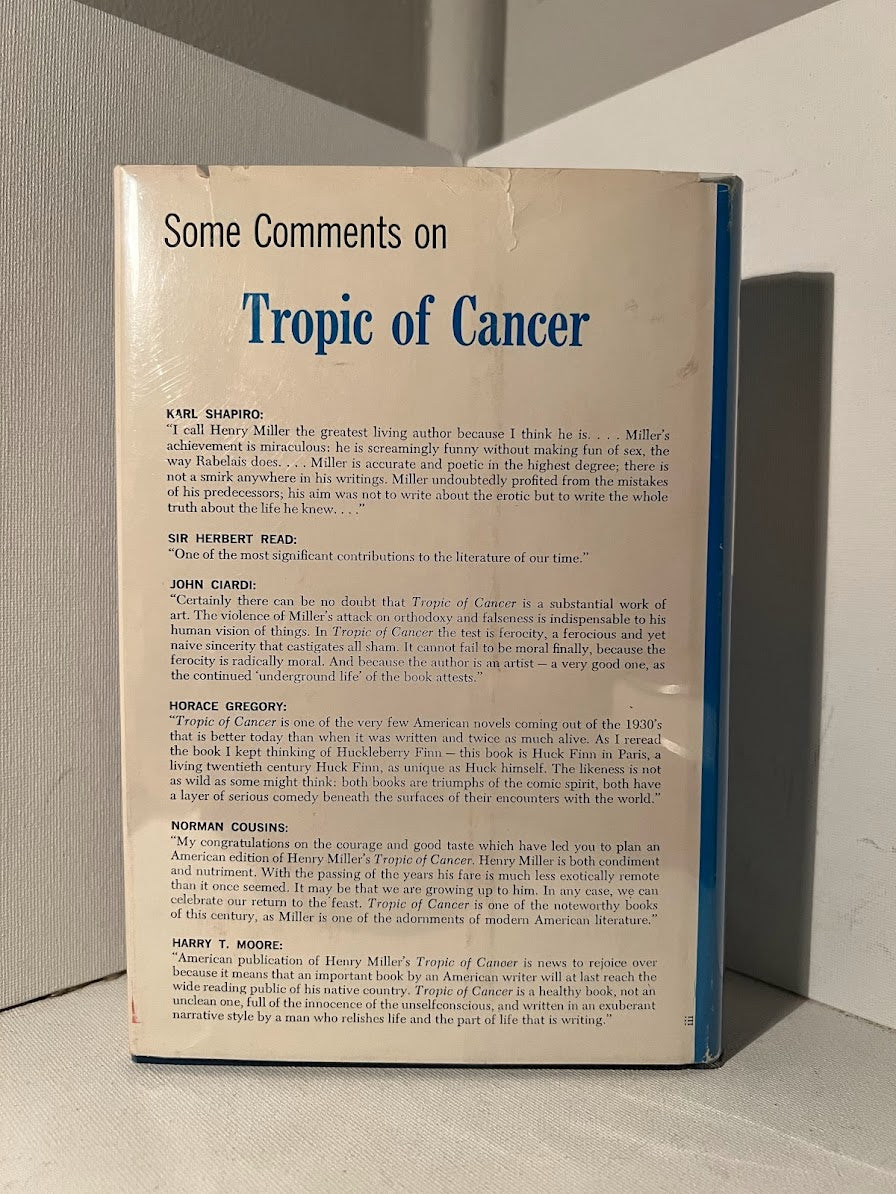 Some Comments on
Tropic of Cancer
KARL SHAPIRO:
“I call Henry Miller the greatest living author because I think he is. . . . Miller’s
achievement is miraculous: he is screamingly funny without making fun of sex, the
way Rabelais does. . . . Miller is accurate and poetic in the highest degree; there is
not a smirk anywhere in his writings. Miller undoubtedly profited from the mistakes
of his predecessors; his aim was not to write about the erotic but to write the whole
truth about the life he knew. . . .”
SIR HERBERT READ:
“One of the most significant contributions to the literature of our time.”
JOHN CIARDI:
“Certainly there can be no doubt that Tropic of Cancer is a substantial work of
art. The violence of Miller’s attack on orthodoxy and falseness is indispensable to his
human vision of things. In Tropic of Cancer the test is ferocity, a ferocious and yet
naive sincerity that castigates all sham. It cannot fail to be moral finally, because the
ferocity is radically moral. And because the author is an artist — a very good one, as
the continued ‘underground life’ of the book attests.”
HORACE GREGORY:
“Tropic of Cancer is one of the very few American novels coming out of the 1930’s
that is better today than when it was written and twice as much alive. As I reread
the book I kept thinking of Huckleberry Finn — this book is Huck Finn in Paris, a
living twentieth century Huck Finn, as unique as Huck himself. The likeness is not
as wild as some might think: both books are triumphs of the comic spirit, both have
a layer of serious comedy beneath the surfaces of their encounters with the world.”
NORMAN COUSINS:
“My congratulations on the courage and good taste which have led you to plan an
American edition of Henry Miller’s Tropic of Cancer. Henry Miller is both condiment
and nutriment. With the passing of the years his fare is much less exotically remote
than it once seemed. It may be that we are growing up to him. In any case, we can
celebrate our return to the feast. Tropic of Cancer is one of the noteworthy books
of this century, as Miller is one of the adornments of modern American literature.”
HARRY T. MOORE:
“American publication of Henry Miller’s Tropic of Cancer is news to rejoice over
because it means that an important book by an American writer will at last reach the
wide reading public of his native country. Tropic of Cancer is a healthy book, not an
unclean one, full of the innocence of the unselfconscious, and written in an exuberant
narrative style by a man who relishes life and the part of life that is writing.”